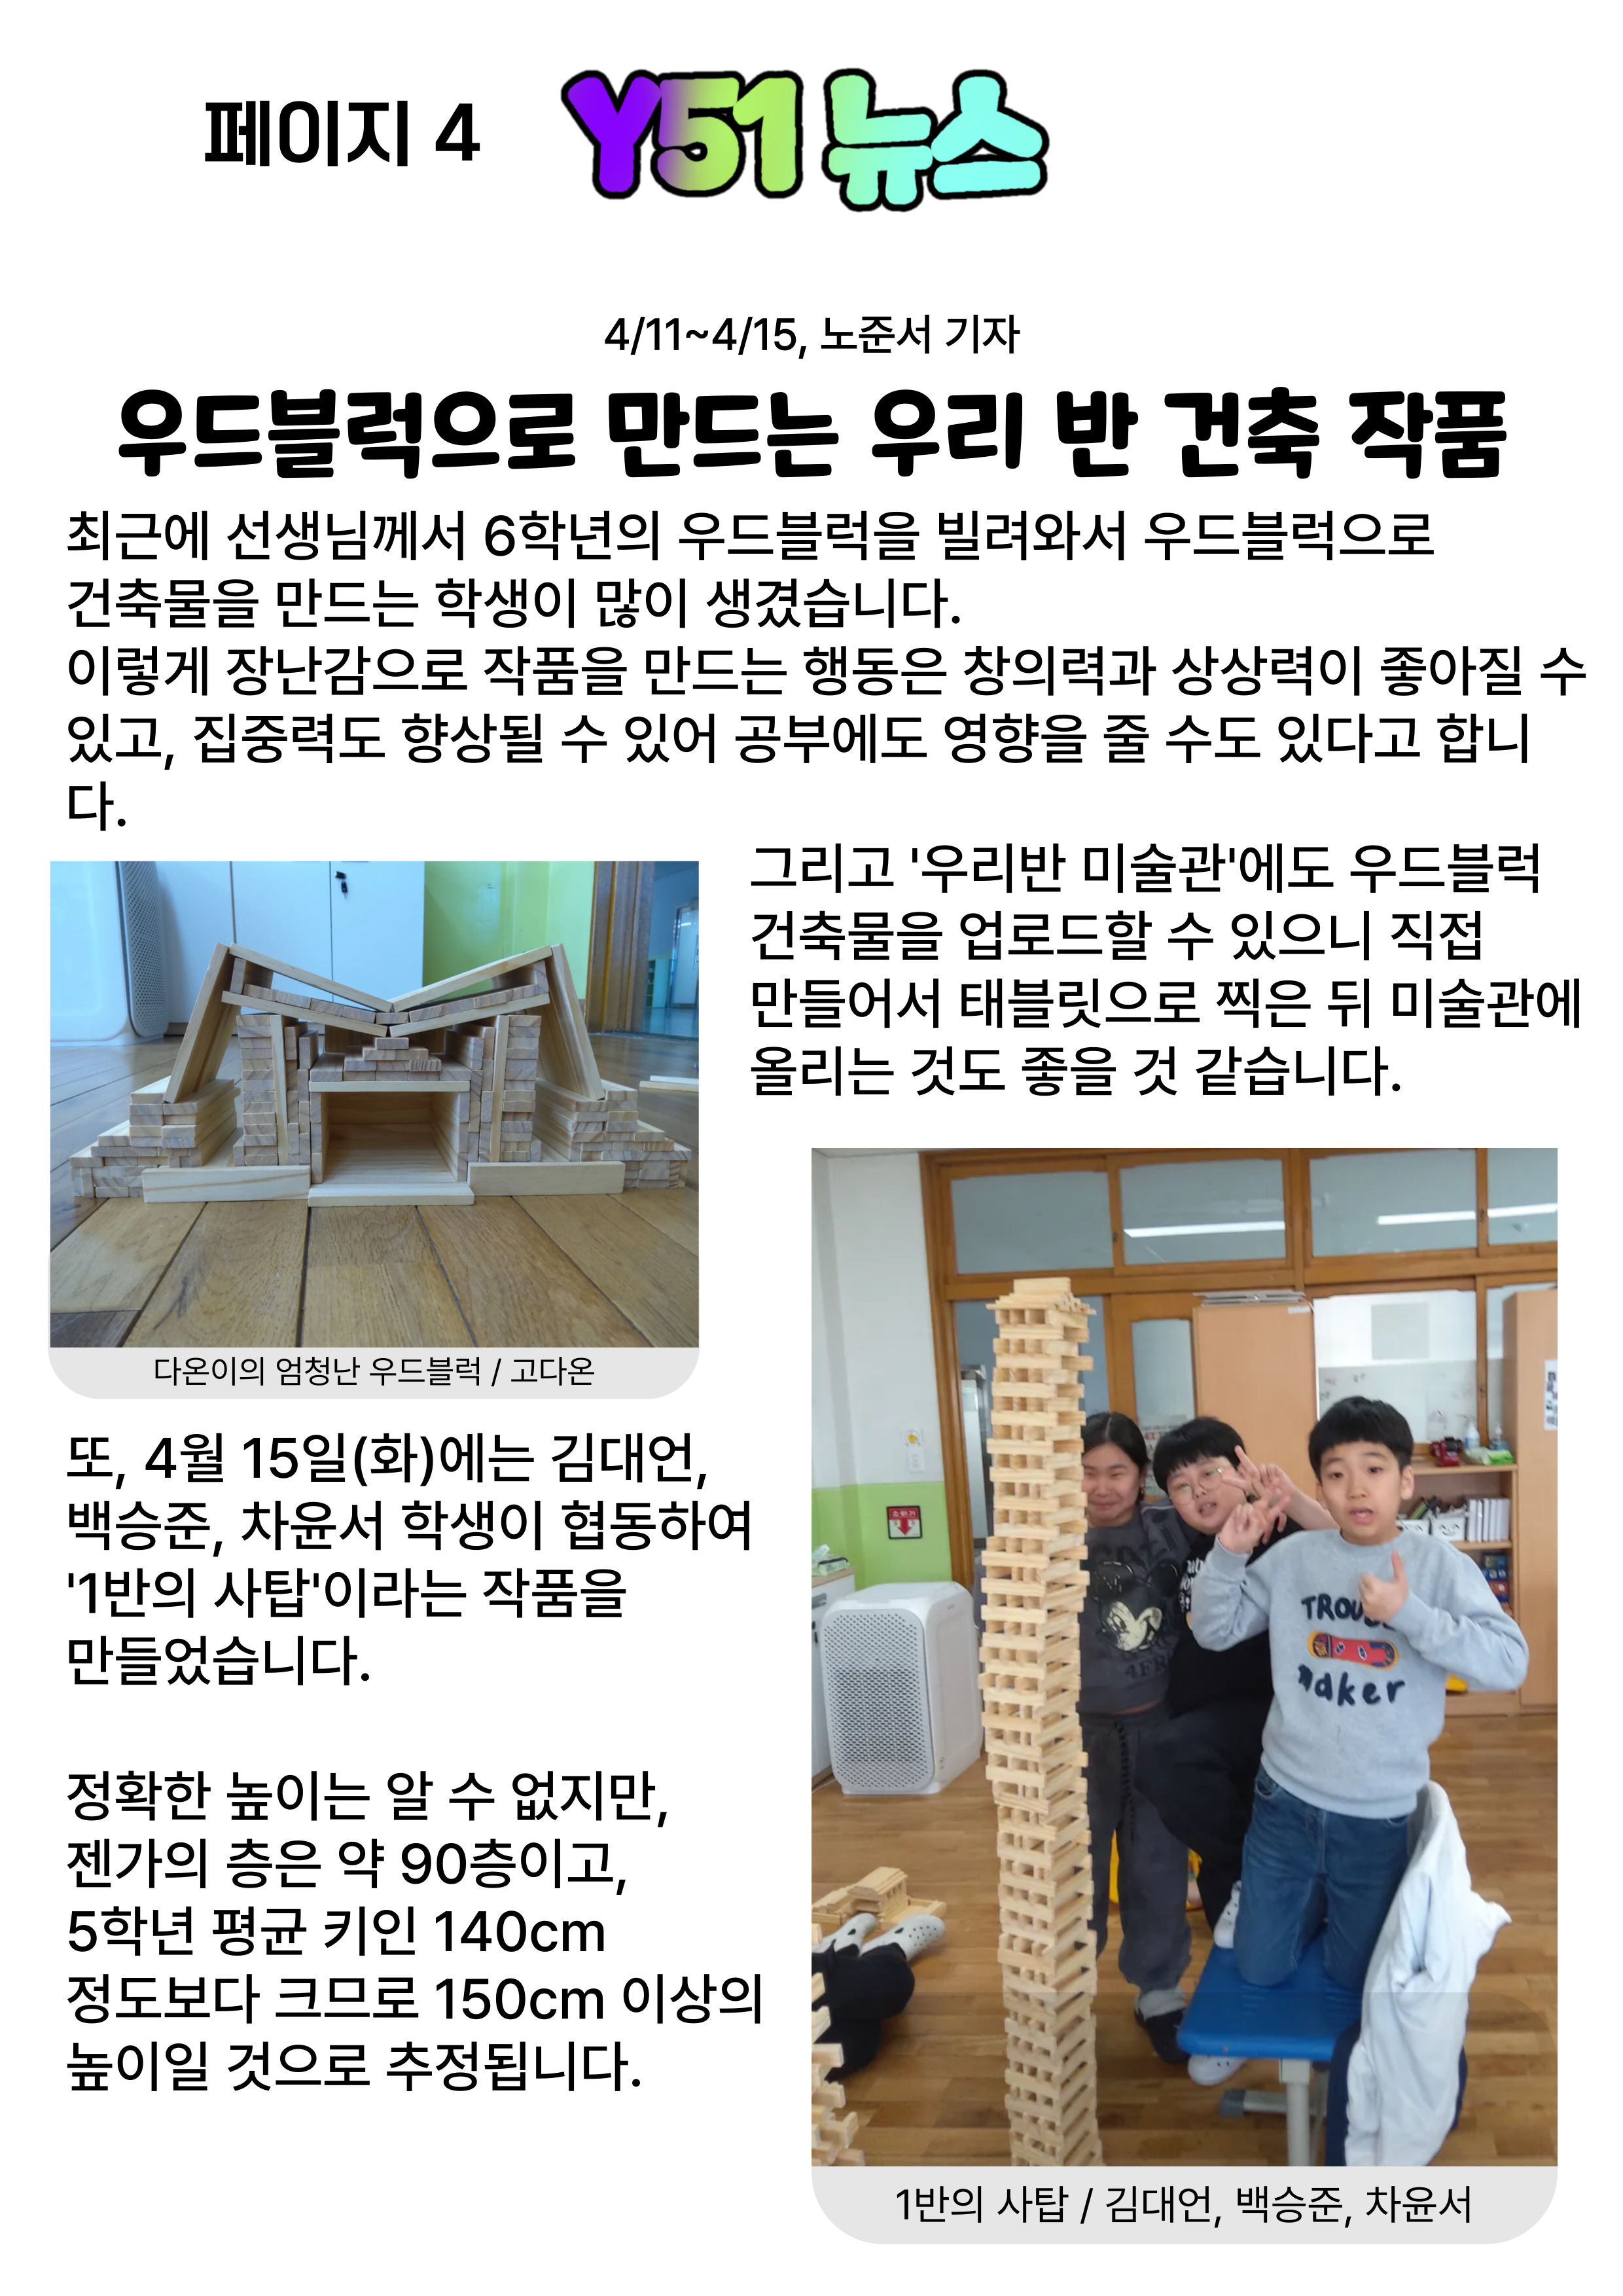 페이지 4
Y51 뉴스
4/11~4/15, 노준서 기자
우드블럭으로 만드는 우리 반 건축 작품
최근에 선생님께서 6학년의 우드블럭을 빌려와서 우드블럭으로
건축물을 만드는 학생이 많이 생겼습니다.
이렇게 장난감으로 작품을 만드는 행동은 창의력과 상상력이 좋아질 수
있고, 집중력도 향상될 수 있어 공부에도 영향을 줄 수도 있다고 합니
다.
그리고 '우리반 미술관'에도 우드블럭
건축물을 업로드할 수 있으니 직접
만들어서 태블릿으로 찍은 뒤 미술관에
올리는 것도 좋을 것 같습니다.
다온이의 엄청난 우드블럭 / 고다온
또, 4월 15일(화)에는 김대언,
백승준, 차윤서 학생이 협동하여
'1반의 사탑'이라는 작품을
만들었습니다.
정확한 높이는 알 수 없지만,
젠가의 층은 약 90층이고,
5학년 평균 키인 140cm
정도보다 크므로 150cm 이상의
높이일 것으로 추정됩니다.
소화기
TROU
maker
1반의 사탑 / 김대언, 백승준, 차윤서